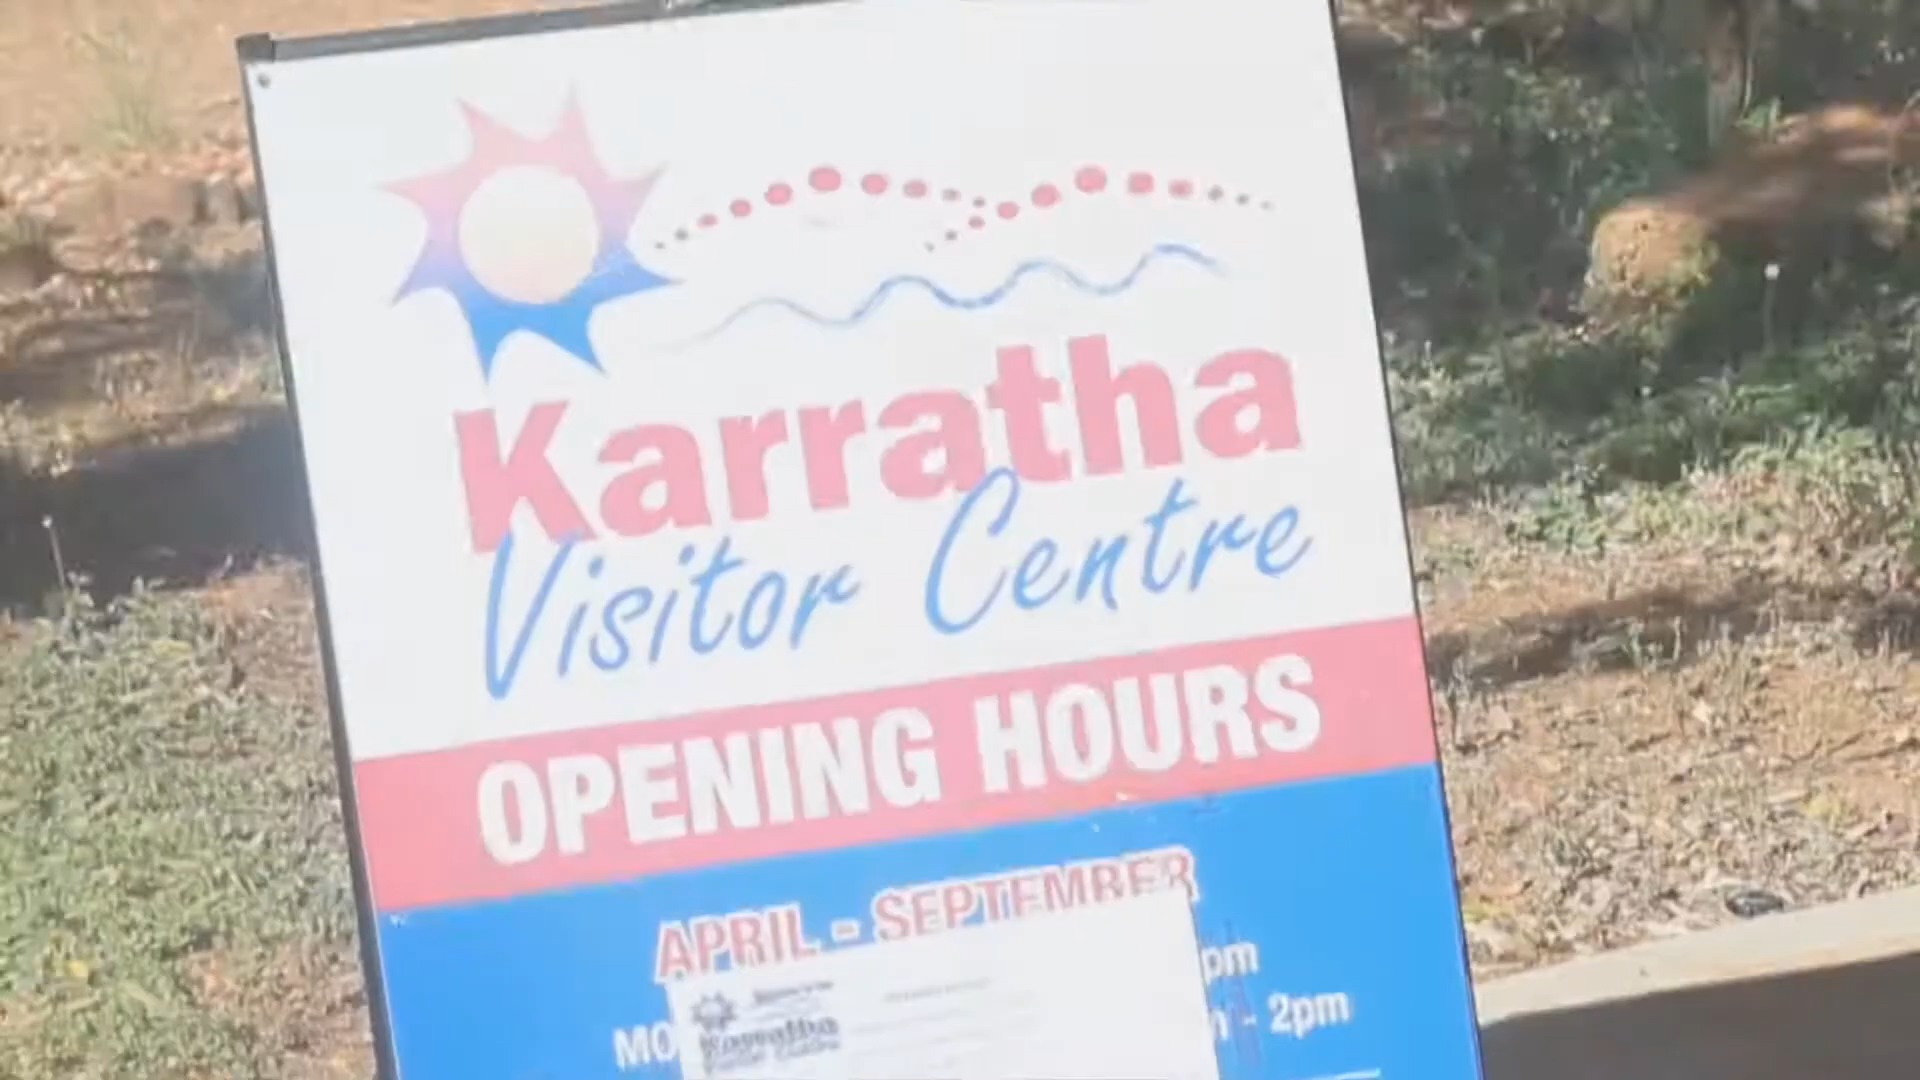 Karratha
Visitor Centre
OPENING HOURS
APRIL - SEPTEMBER
pm
MO
- 2pm
Karratha
Visitor Centre